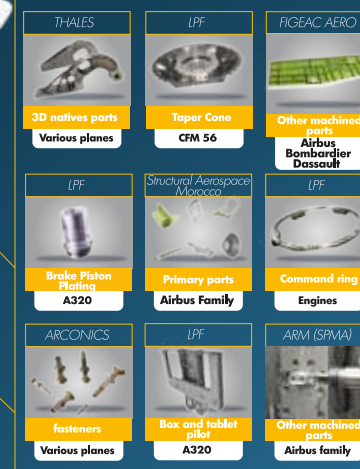 THALES
3D natives parts
Various planes
LPF
Taper Cone
CFM 56
FIGEAC AERO
Other machined
parts
Airbus
Bombardier
Dassault
LPF
Brake Piston
Plating
A320
Structural Aerospace
Morocco
Primary parts
Airbus Family
LPF
Command ring
Engines
ARCONICS
fasteners
Various planes
LPF
Box and tablet
pilot
A320
ARM (SPMA)
Other machined
parts
Airbus family